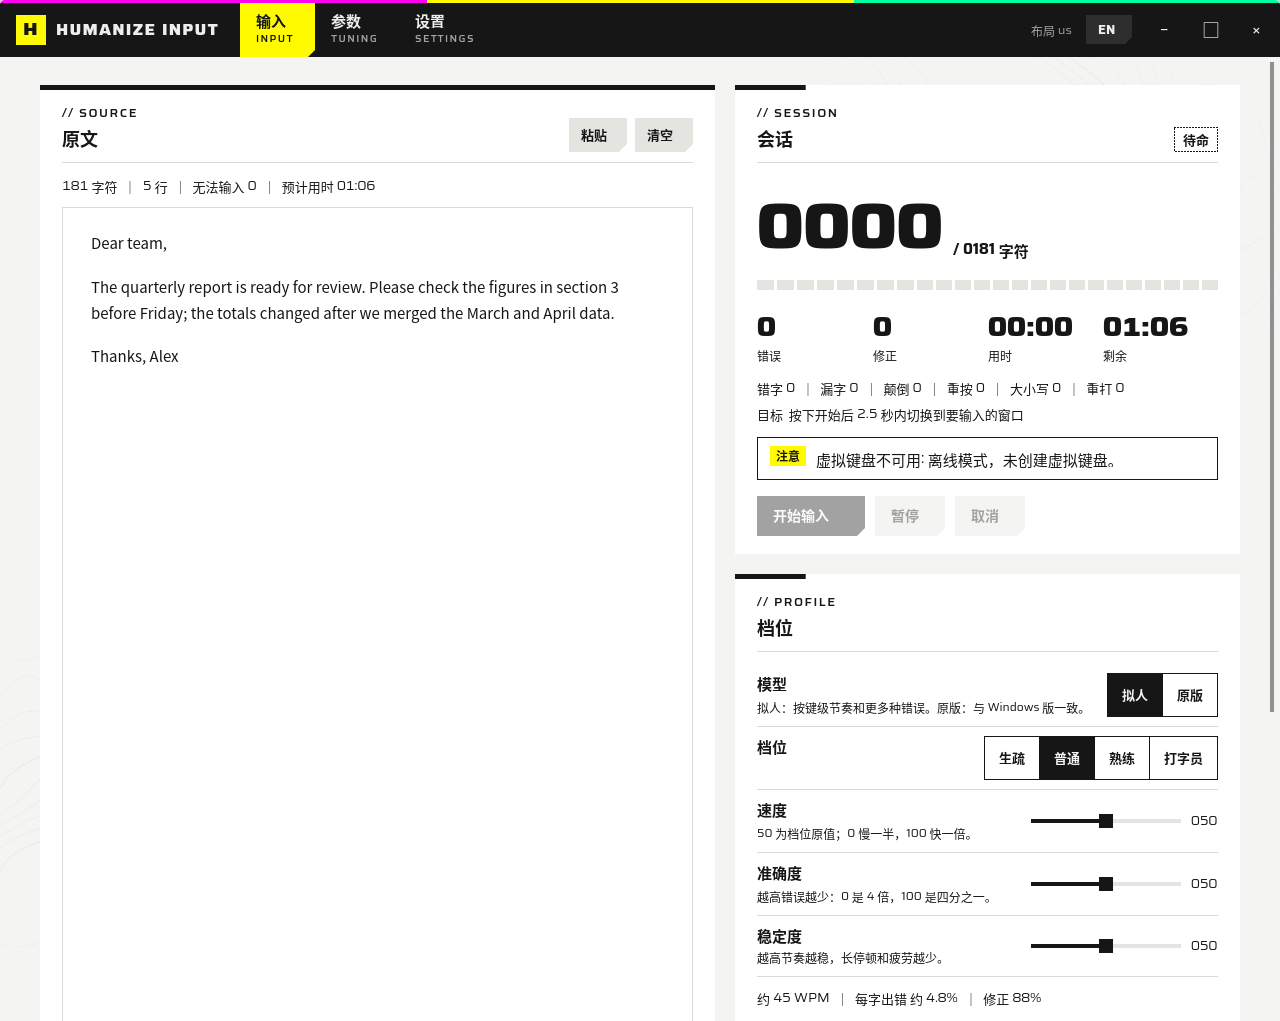 H HUMANIZE INPUT
输入
INPUT
参数
TUNING
设置
SETTINGS
布局 us
EN
// SOURCE
原文
粘贴
清空
181 字符 | 5 行 | 无法输入 0 | 预计用时 01:06
Dear team,
The quarterly report is ready for review. Please check the figures in section 3
before Friday; the totals changed after we merged the March and April data.
Thanks, Alex
// SESSION
会话
待命
0000 / 0181 字符
0
错误
0
修正
00:00
用时
01:06
剩余
错字 0 | 漏字 0 | 颠倒 0 | 重按 0 | 大小写 0 | 重打 0
目标 按下开始后 2.5 秒内切换到要输入的窗口
注意 虚拟键盘不可用: 离线模式，未创建虚拟键盘。
开始输入
暂停
取消
// PROFILE
档位
模型
拟人：按键级节奏和更多种错误。原版：与 Windows 版一致。
拟人
原版
档位
生疏
普通
熟练
打字员
速度
50 为档位原值；0 慢一半，100 快一倍。
050
准确度
越高错误越少：0 是 4 倍，100 是四分之一。
050
稳定度
越高节奏越稳，长停顿和疲劳越少。
050
约 45 WPM | 每字出错 约 4.8% | 修正 88%